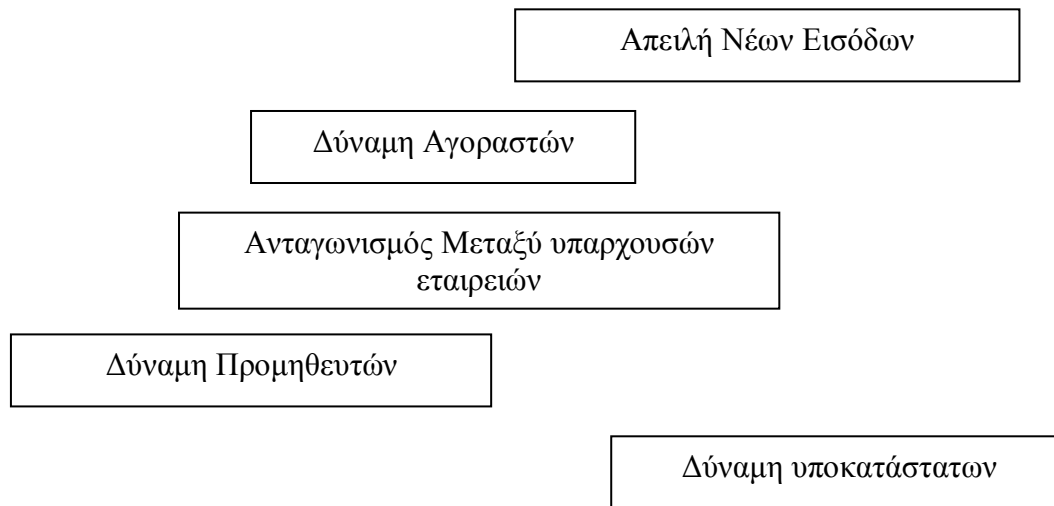 Απειλή Νέων Εισόδων
Δύναμη Αγοραστών
Ανταγωνισμός Μεταξύ υπαρχουσών
εταιρειών
Δύναμη Προμηθευτών
Δύναμη υποκατάστατων